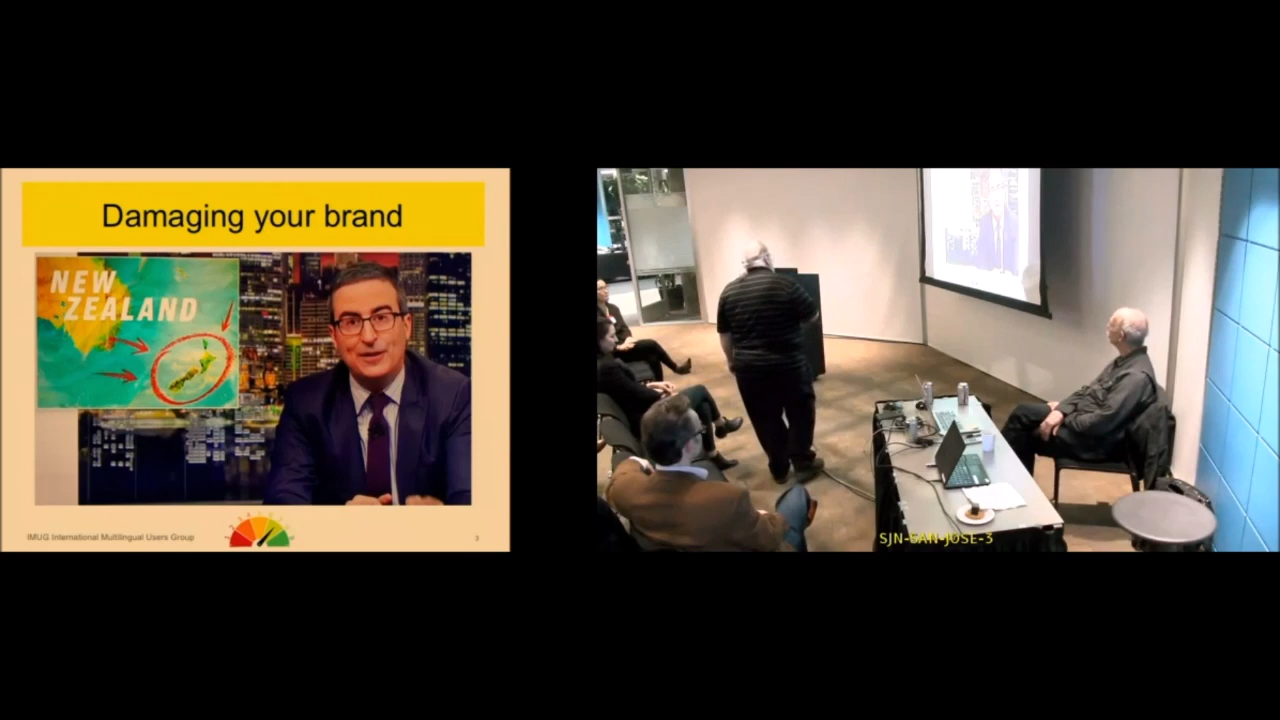 Damaging your brand
NEW
ZEALAND
IMUG International Multilingual Users Group
3
SJN-SAN-JOSE-3